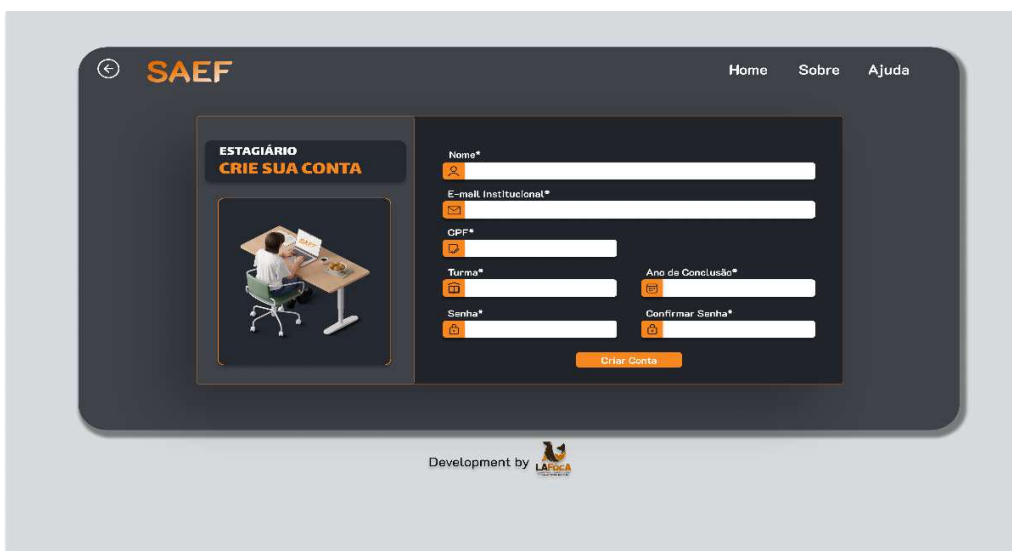 SAEF
Home Sobre Ajuda
ESTAGIÁRIO
CRIE SUA CONTA
SAEF
Nome*
E-mail Institucional*
CPF*
Turma*
Ano de Conclusão*
Senha*
Confirmar Senha*
Criar Conta
Development by
LAFOCA